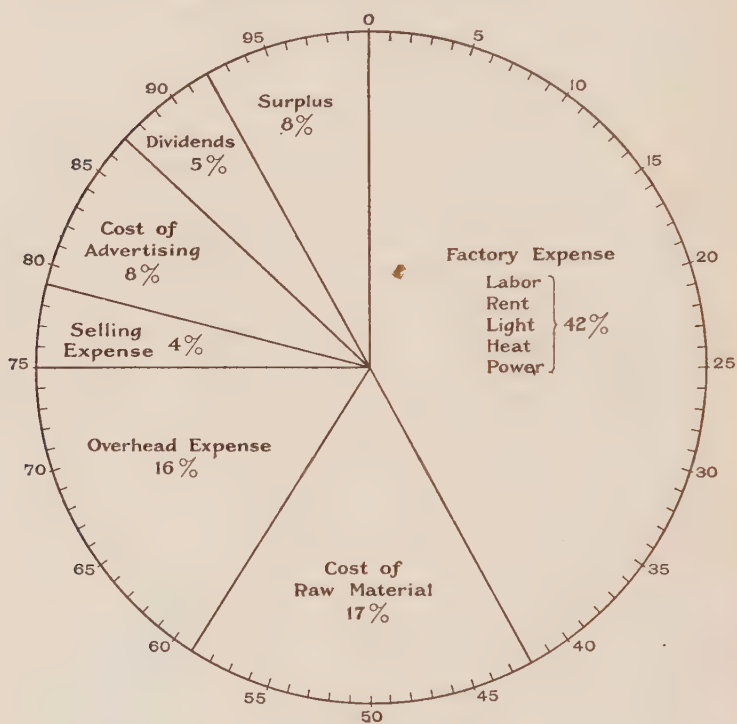 0
5
10
15
20
25
30
35
40
45
50
55
60
65
70
75
80
85
90
95
1
Surplus
8%
Dividends
5%
Cost of
Advertising
8%
Selling
Expense 4%
Overhead Expense
16%
Cost of
Raw Material
17%
Factory Expense
Labor
Rent
Light
Heat
Power
42%